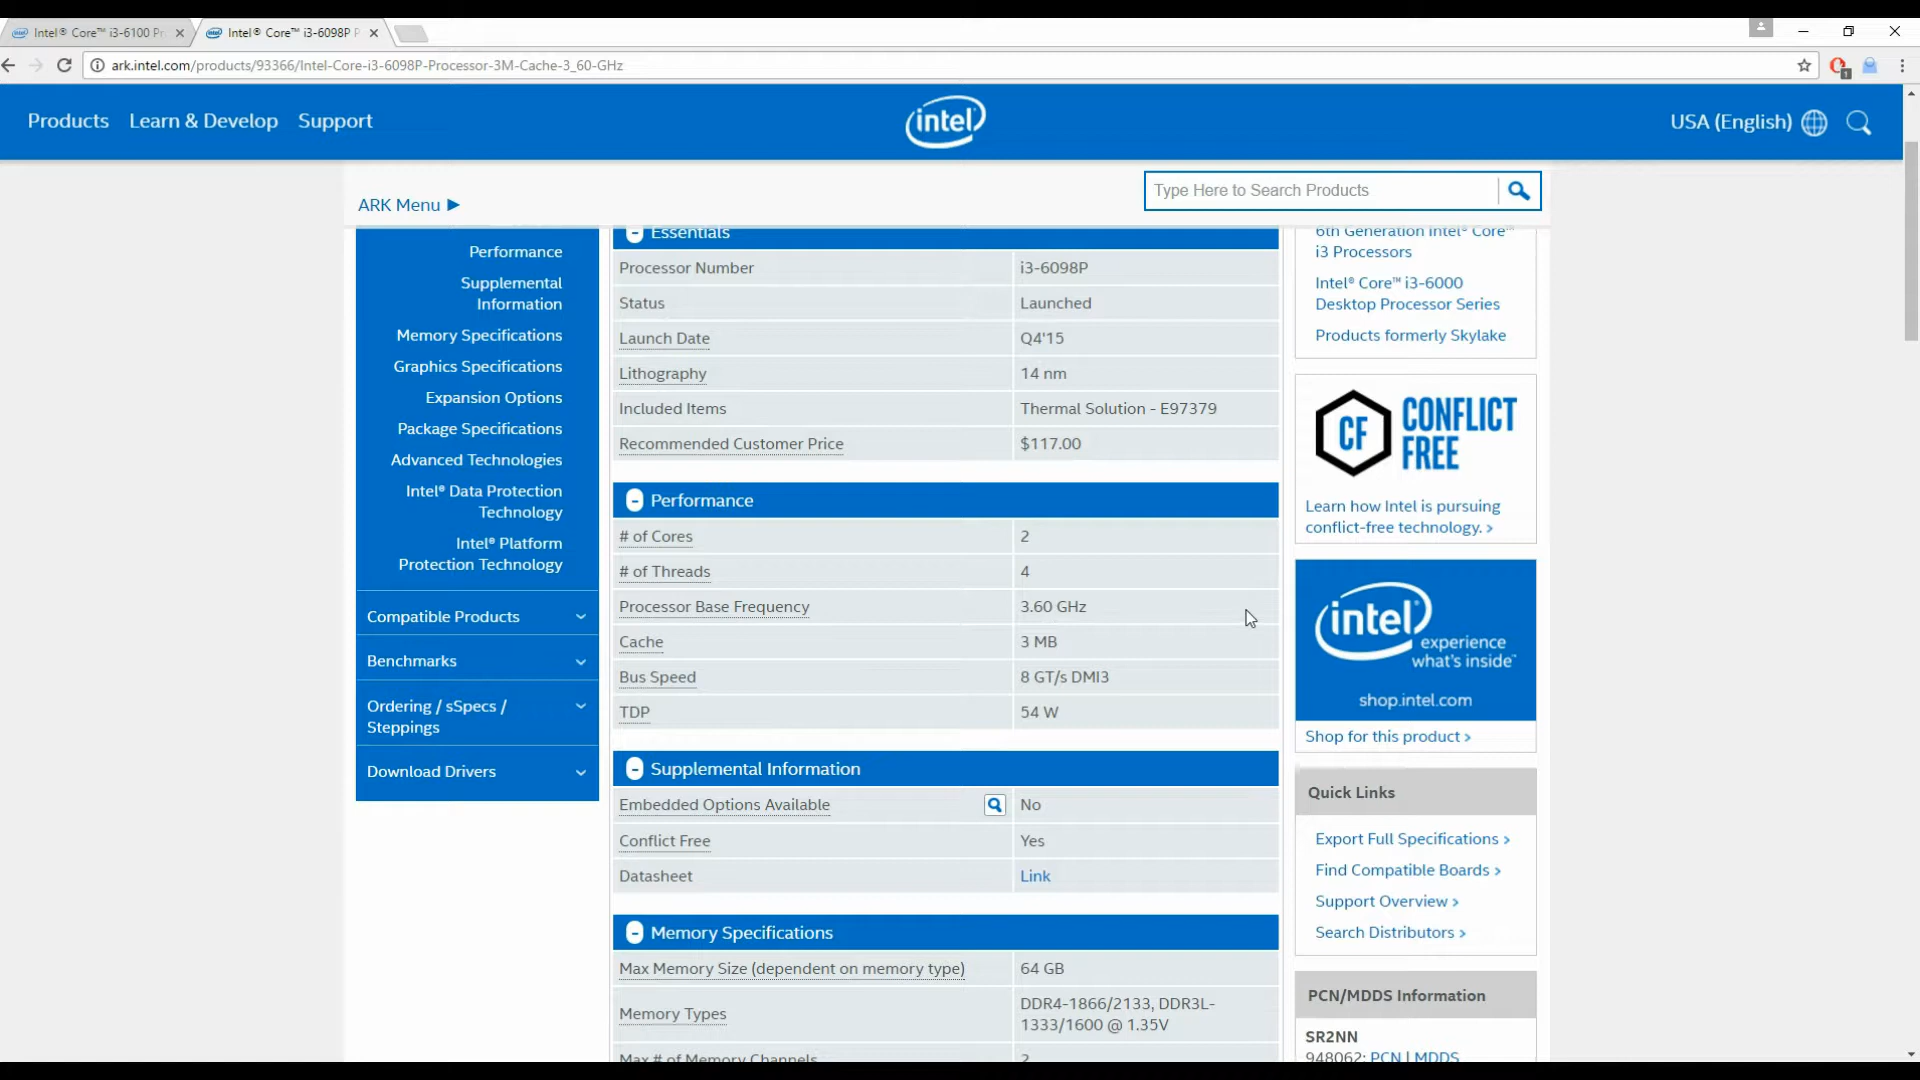 Intel® Core™ i3-6100 Pr
Intel® Core™ i3-6098P P
ark.intel.com/products/93366/Intel-Core-i3-6098P-Processor-3M-Cache-3_60-GHz
1
Products
Learn & Develop
Support
intel
USA (English)
ARK Menu
Type Here to Search Products
Performance
Supplemental
Information
Memory Specifications
Graphics Specifications
Expansion Options
Package Specifications
Advanced Technologies
Intel® Data Protection
Technology
Intel® Platform
Protection Technology
Compatible Products
Benchmarks
Ordering / sSpecs /
Steppings
Download Drivers
Essentials
Processor Number i3-6098P
Status Launched
Launch Date Q4'15
Lithography 14 nm
Included Items Thermal Solution - E97379
Recommended Customer Price $117.00
Performance
# of Cores 2
# of Threads 4
Processor Base Frequency 3.60 GHz
Cache 3 MB
Bus Speed 8 GT/s DMI3
TDP 54 W
Supplemental Information
Embedded Options Available No
Conflict Free Yes
Datasheet Link
Memory Specifications
Max Memory Size (dependent on memory type) 64 GB
Memory Types DDR4-1866/2133, DDR3L-
1333/1600 @ 1.35V
Max # of Memory Channels 2
6th Generation Intel® Core™
i3 Processors
Intel® Core™ i3-6000
Desktop Processor Series
Products formerly Skylake
CF CONFLICT
FREE
Learn how Intel is pursuing
conflict-free technology. >
intel
experience
what's inside™
shop.intel.com
Shop for this product >
Quick Links
Export Full Specifications >
Find Compatible Boards >
Support Overview >
Search Distributors >
PCN/MDDS Information
SR2NN
948062: PCN | MDDS